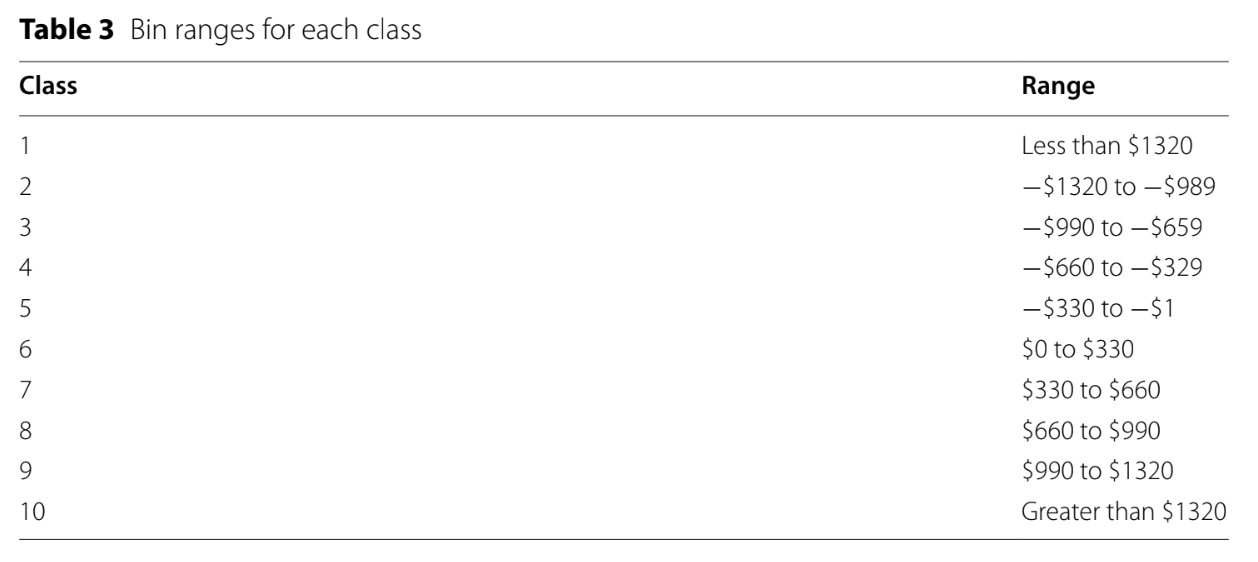 Table 3 Bin ranges for each class
Class Range
1 Less than $1320
2 −$1320 to −$989
3 −$990 to −$659
4 −$660 to −$329
5 −$330 to −$1
6 $0 to $330
7 $330 to $660
8 $660 to $990
9 $990 to $1320
10 Greater than $1320